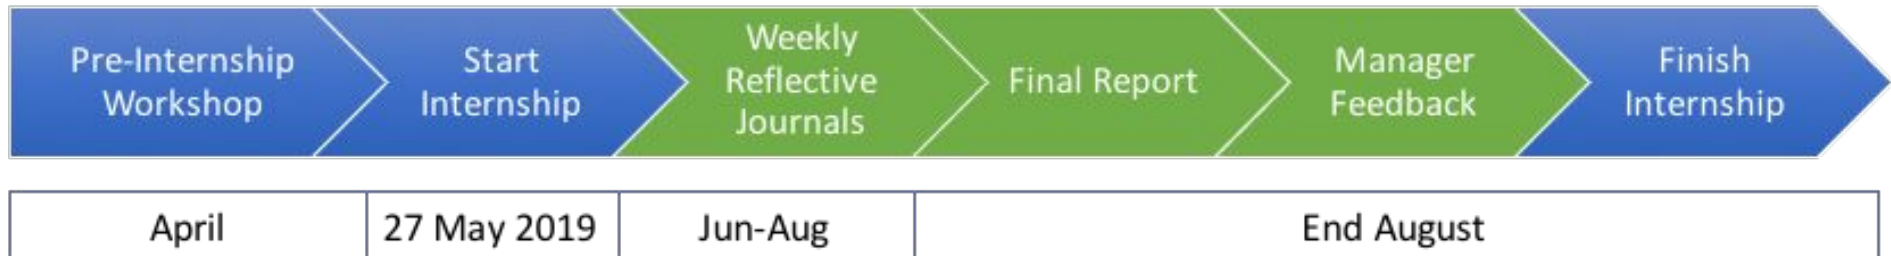 Pre-Internship
Workshop
Start
Internship
Weekly
Reflective
Journals
Final Report
Manager
Feedback
Finish
Internship
April
27 May 2019
Jun-Aug
End August